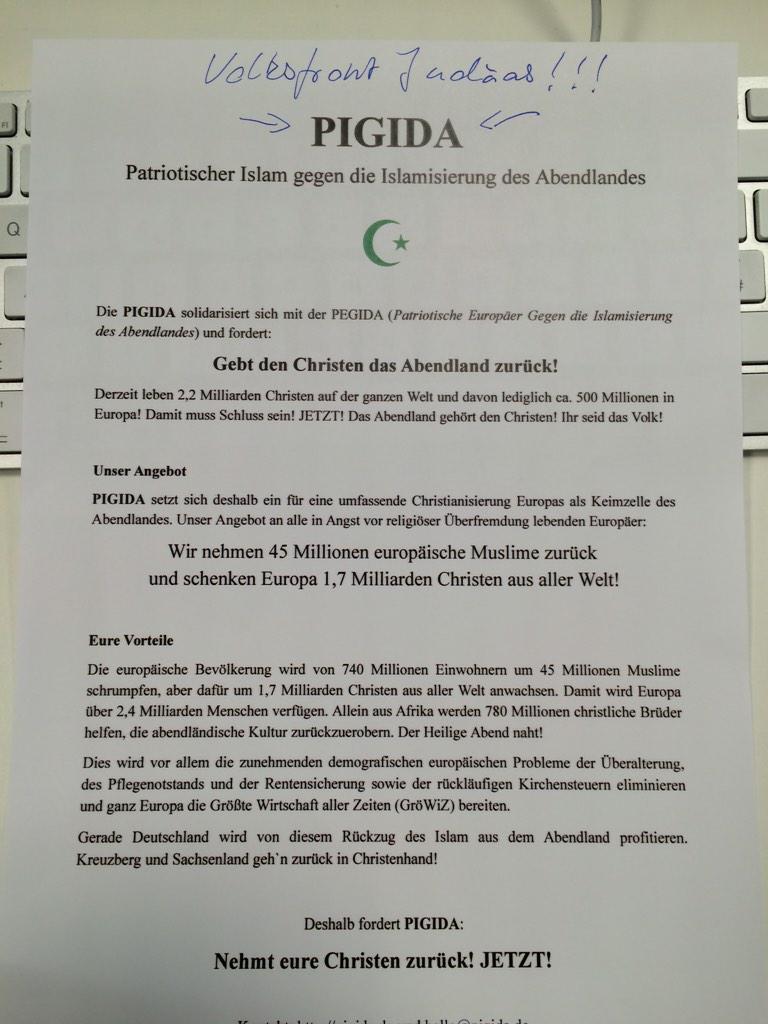 Volksfront Judäas!!!
→ PIGIDA ←
Patriotischer Islam gegen die Islamisierung des Abendlandes
Die PIGIDA solidarisiert sich mit der PEGIDA (Patriotische Europäer Gegen die Islamisierung
des Abendlandes) und fordert:
Gebt den Christen das Abendland zurück!
Derzeit leben 2,2 Milliarden Christen auf der ganzen Welt und davon lediglich ca. 500 Millionen in
Europa! Damit muss Schluss sein! JETZT! Das Abendland gehört den Christen! Ihr seid das Volk!
Unser Angebot
PIGIDA setzt sich deshalb ein für eine umfassende Christianisierung Europas als Keimzelle des
Abendlandes. Unser Angebot an alle in Angst vor religiöser Überfremdung lebenden Europäer:
Wir nehmen 45 Millionen europäische Muslime zurück
und schenken Europa 1,7 Milliarden Christen aus aller Welt!
Eure Vorteile
Die europäische Bevölkerung wird von 740 Millionen Einwohnern um 45 Millionen Muslime
schrumpfen, aber dafür um 1,7 Milliarden Christen aus aller Welt anwachsen. Damit wird Europa
über 2,4 Milliarden Menschen verfügen. Allein aus Afrika werden 780 Millionen christliche Brüder
helfen, die abendländische Kultur zurückzuerobern. Der Heilige Abend naht!
Dies wird vor allem die zunehmenden demografischen europäischen Probleme der Überalterung,
des Pflegenotstands und der Rentensicherung sowie der rückläufigen Kirchensteuern eliminieren
und ganz Europa die Größte Wirtschaft aller Zeiten (GröWiZ) bereiten.
Gerade Deutschland wird von diesem Rückzug des Islam aus dem Abendland profitieren.
Kreuzberg und Sachsenland geh`n zurück in Christenhand!
Deshalb fordert PIGIDA:
Nehmt eure Christen zurück! JETZT!